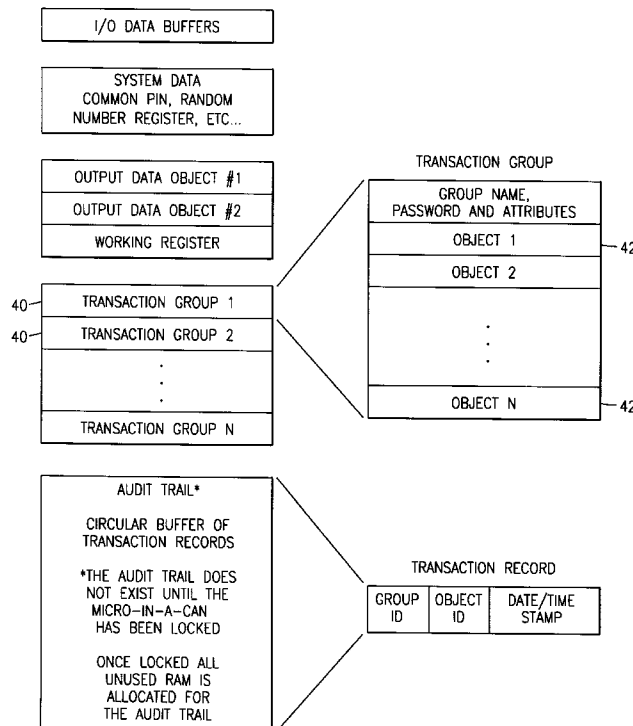 I/O DATA BUFFERS
SYSTEM DATA
COMMON PIN, RANDOM
NUMBER REGISTER, ETC...
OUTPUT DATA OBJECT #1
OUTPUT DATA OBJECT #2
WORKING REGISTER
40
TRANSACTION GROUP 1
40
TRANSACTION GROUP 2
.
.
.
TRANSACTION GROUP N
TRANSACTION GROUP
GROUP NAME,
PASSWORD AND ATTRIBUTES
OBJECT 1
42
OBJECT 2
.
.
.
OBJECT N
42
AUDIT TRAIL*
CIRCULAR BUFFER OF
TRANSACTION RECORDS
*THE AUDIT TRAIL DOES
NOT EXIST UNTIL THE
MICRO-IN-A-CAN
HAS BEEN LOCKED
ONCE LOCKED ALL
UNUSED RAM IS
ALLOCATED FOR
THE AUDIT TRAIL
TRANSACTION RECORD
GROUP
ID
OBJECT
ID
DATE/TIME
STAMP